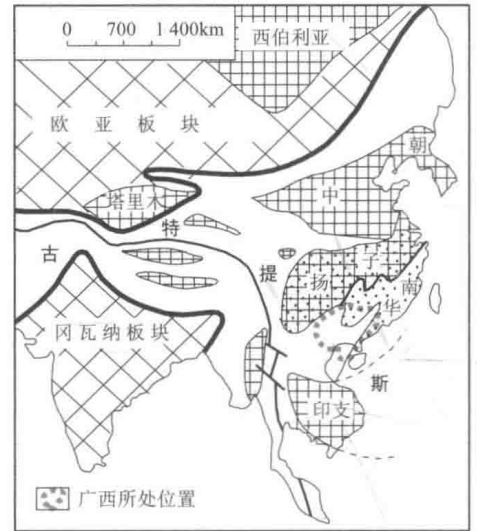 0 700 1 400km
西伯利亚
欧亚板块
朝
塔里木
中
特
古
提
子
扬
南
华
冈瓦纳板块
斯
印支
广西所处位置